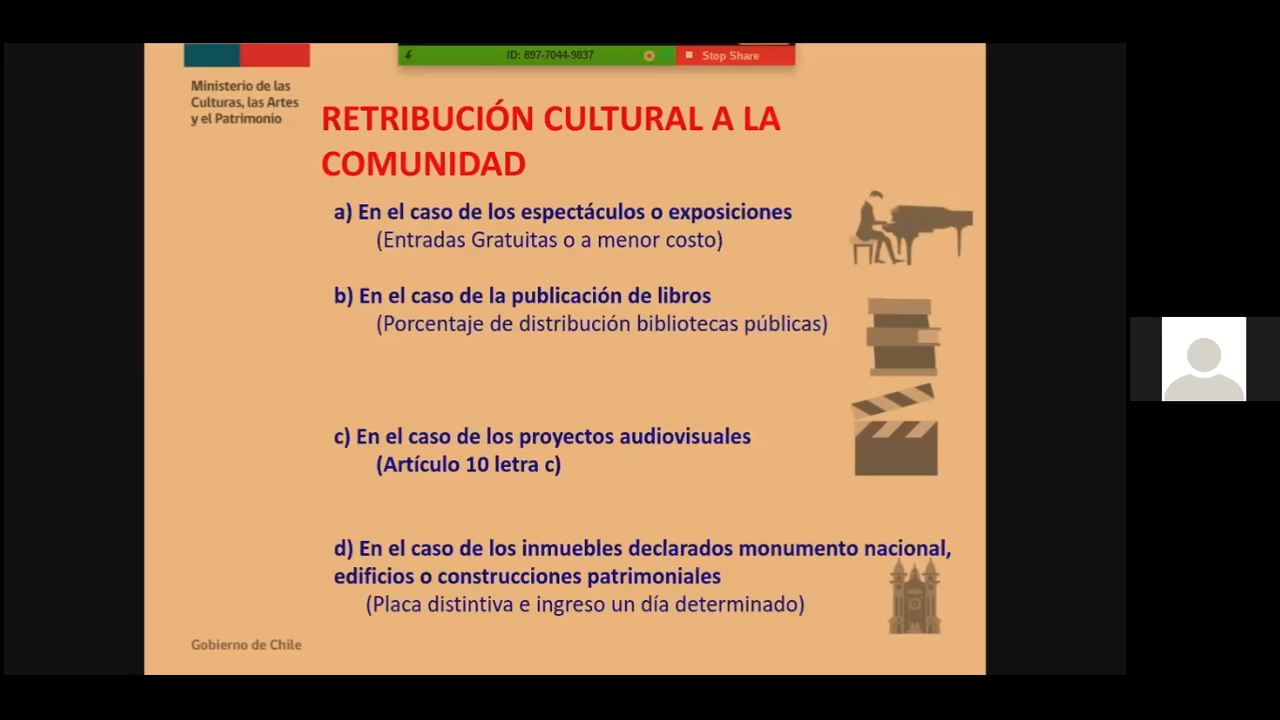 ID: 897-7044-9837
Stop Share
Ministerio de las
Culturas, las Artes
y el Patrimonio
RETRIBUCIÓN CULTURAL A LA
COMUNIDAD
a) En el caso de los espectáculos o exposiciones
(Entradas Gratuitas o a menor costo)
b) En el caso de la publicación de libros
(Porcentaje de distribución bibliotecas públicas)
c) En el caso de los proyectos audiovisuales
(Artículo 10 letra c)
d) En el caso de los inmuebles declarados monumento nacional,
edificios o construcciones patrimoniales
(Placa distintiva e ingreso un día determinado)
Gobierno de Chile